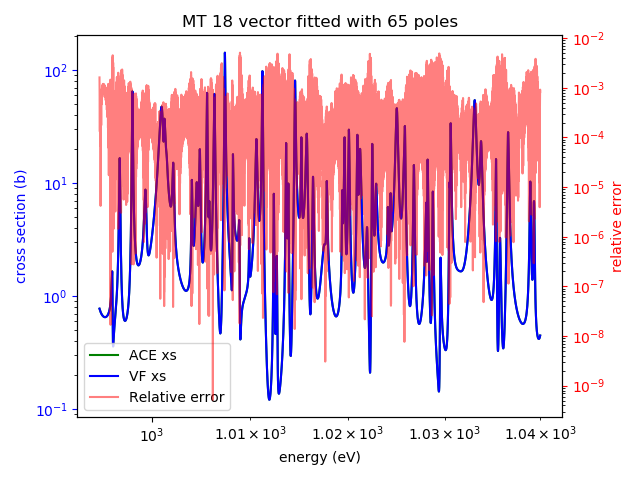 MT 18 vector fitted with 65 poles
cross section (b)
10²
10¹
10⁰
10⁻¹
10⁻²
10⁻³
10⁻⁴
10⁻⁵
10⁻⁶
10⁻⁷
10⁻⁸
10⁻⁹
relative error
ACE xs
VF xs
Relative error
10³ 1.01 × 10³ 1.02 × 10³ 1.03 × 10³ 1.04 × 10³
energy (eV)